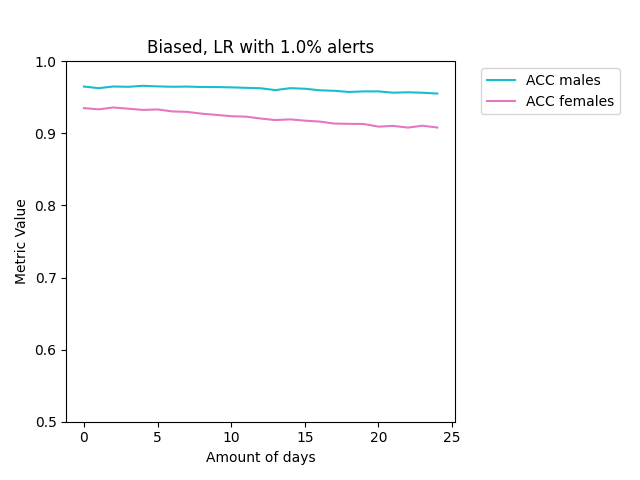 Biased, LR with 1.0% alerts
ACC males
ACC females
Metric Value
1.0
0.9
0.8
0.7
0.6
0.5
0 5 10 15 20 25
Amount of days